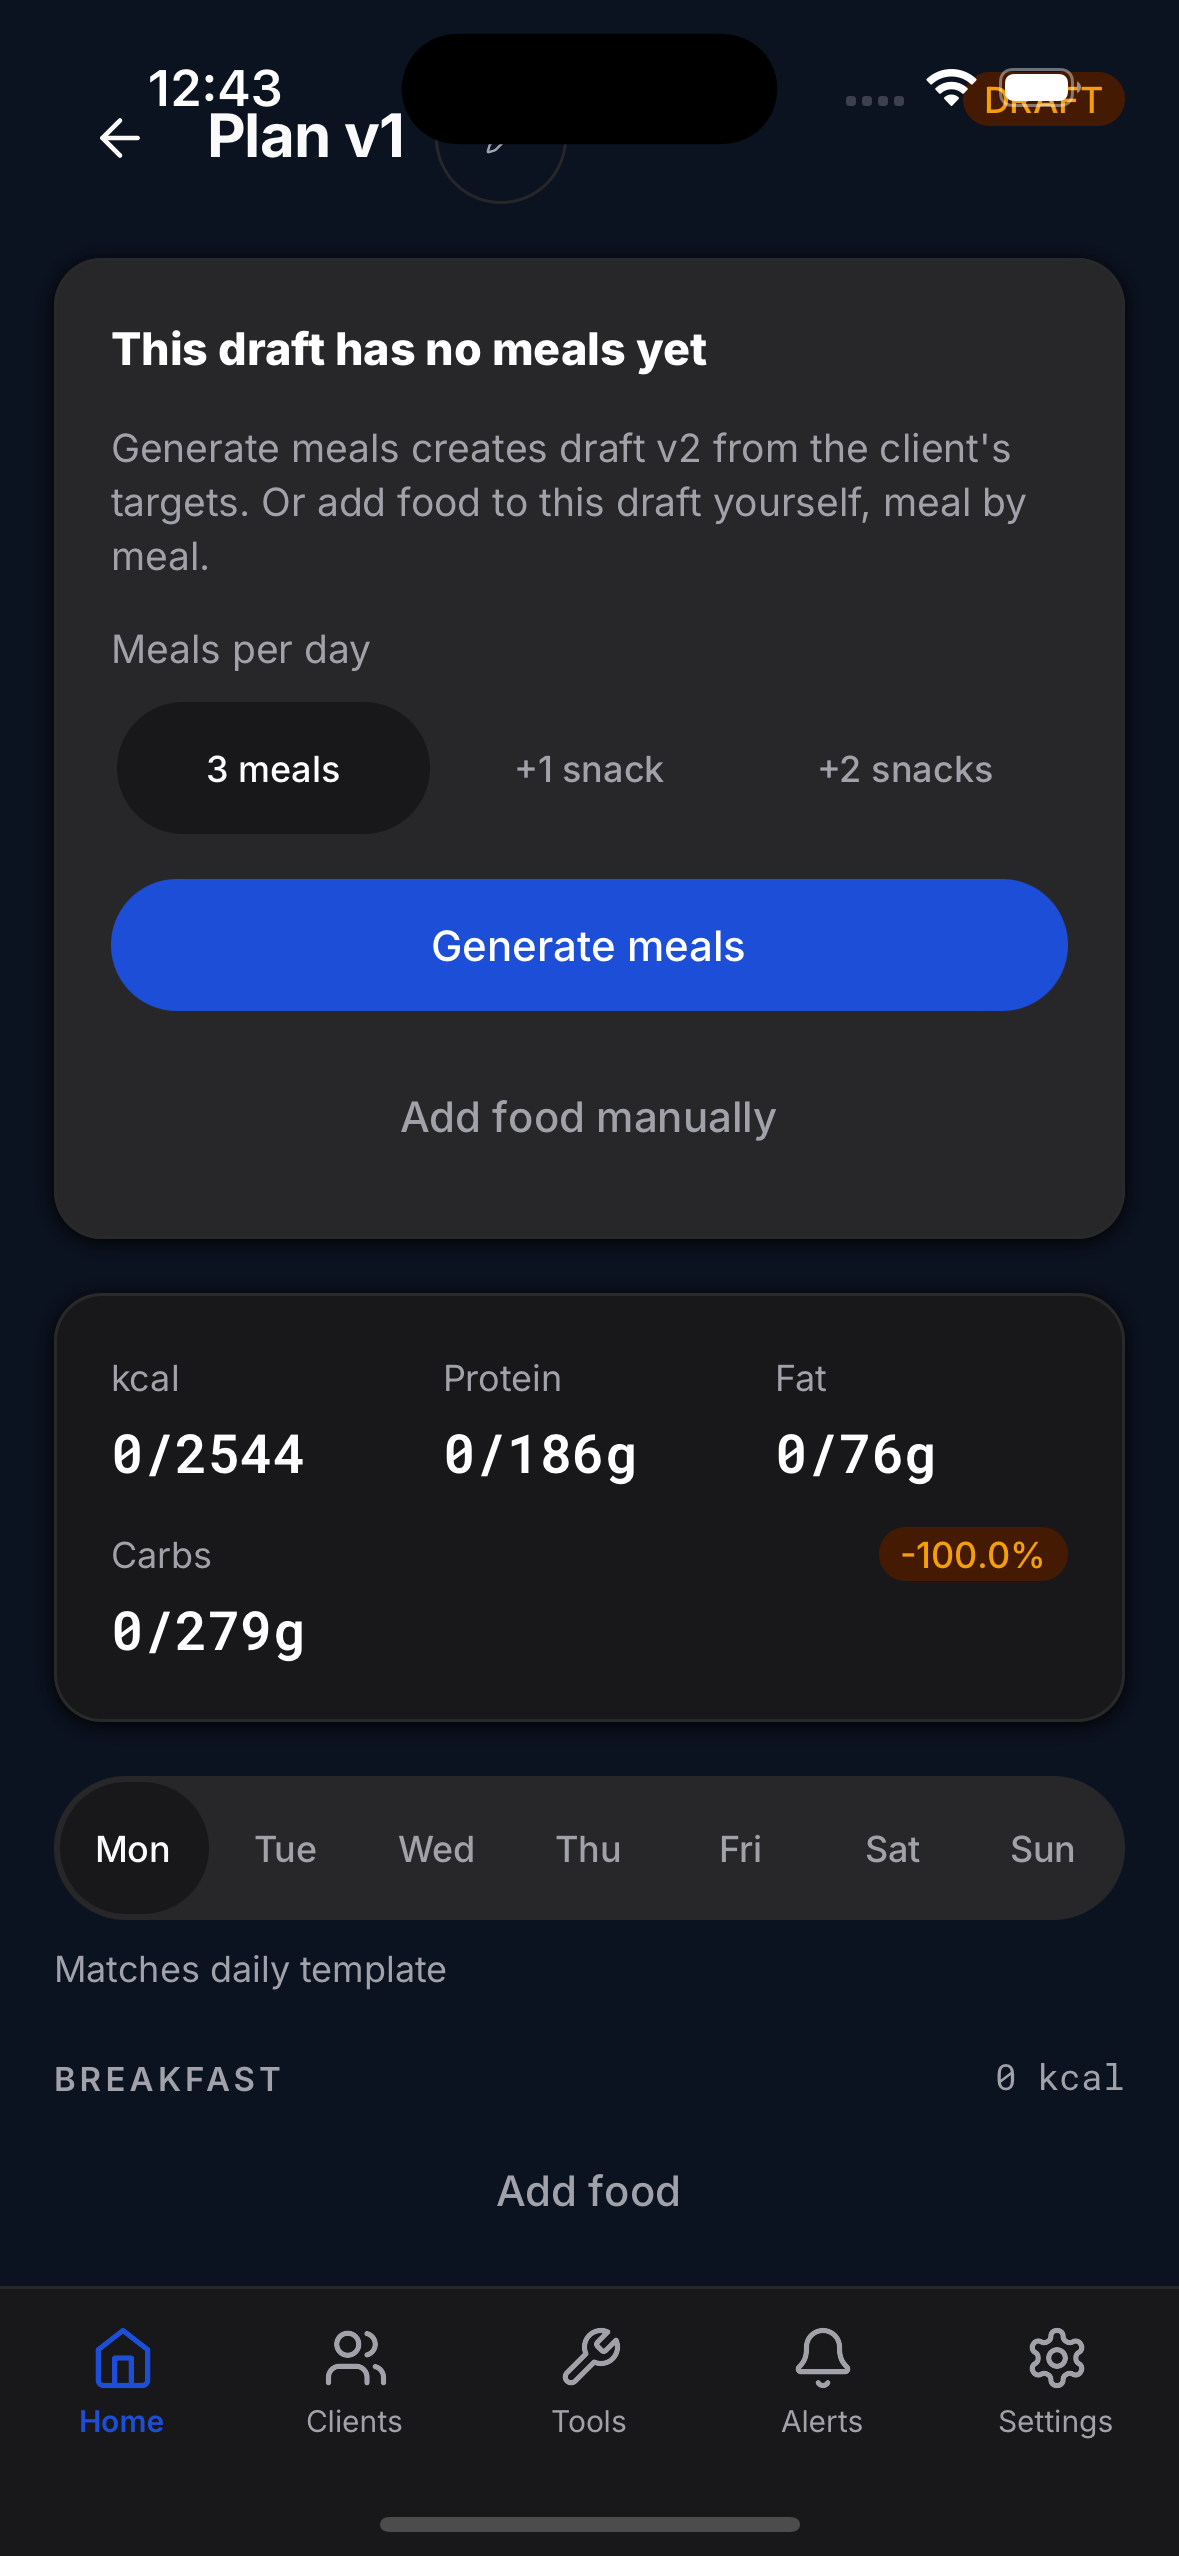 12:43
DRAFT
Plan v1
This draft has no meals yet
Generate meals creates draft v2 from the client's
targets. Or add food to this draft yourself, meal by
meal.
Meals per day
3 meals +1 snack +2 snacks
Generate meals
Add food manually
kcal Protein Fat
0/2544 0/186g 0/76g
Carbs -100.0%
0/279g
Mon Tue Wed Thu Fri Sat Sun
Matches daily template
BREAKFAST 0 kcal
Add food
Home Clients Tools Alerts Settings